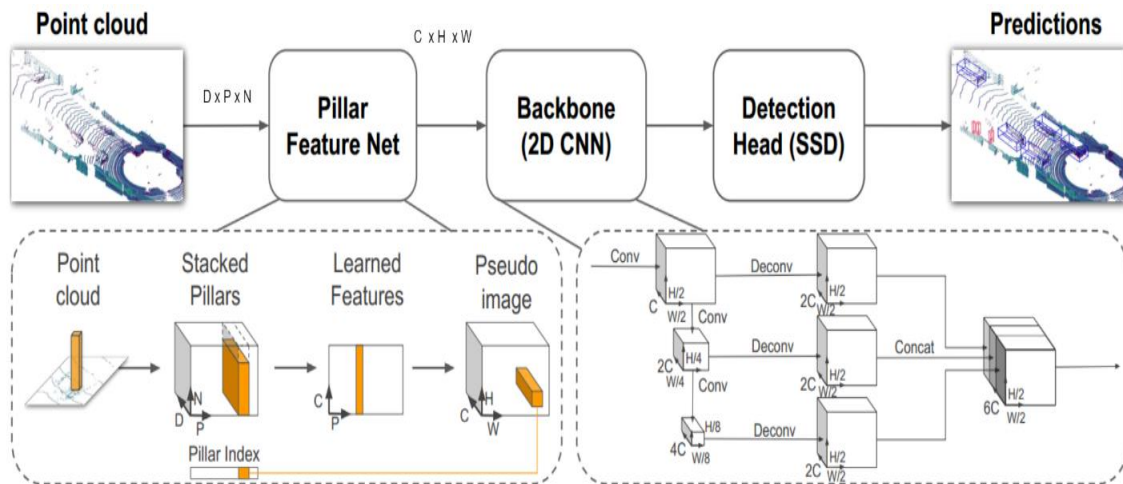 Point cloud
Predictions
C x H x W
D x P x N
Pillar
Feature Net
Backbone
(2D CNN)
Detection
Head (SSD)
Point
cloud
Stacked
Pillars
Learned
Features
Pseudo
image
N
D
P
C
P
H
C
W
Pillar Index
Conv
C
H/2
W/2
Deconv
2C
H/2
W/2
Conv
2C
H/4
W/4
Deconv
2C
H/2
W/2
Concat
6C
H/2
W/2
Conv
4C
H/8
W/8
Deconv
2C
H/2
W/2